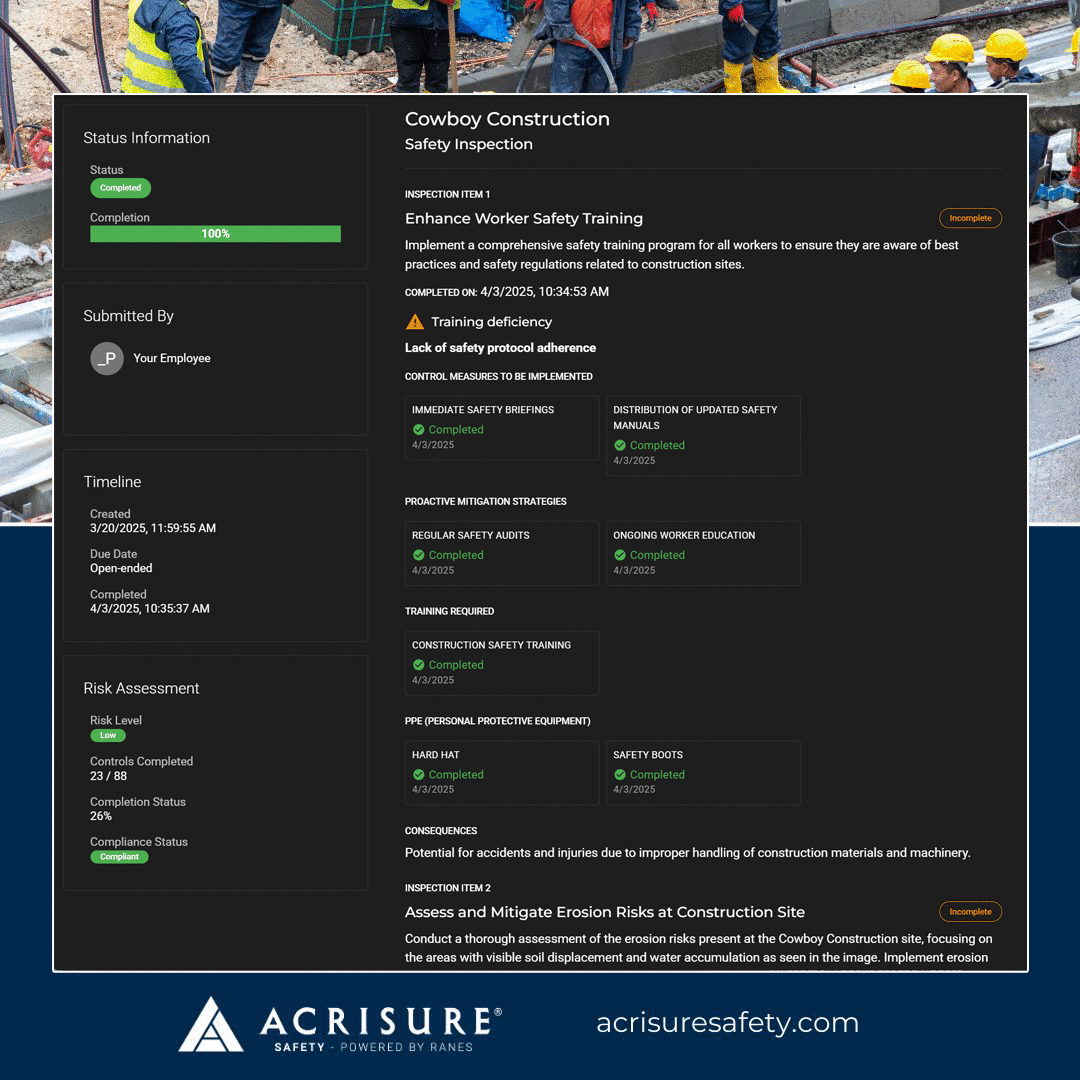 Status Information
Status
Completed
Completion
100%
Submitted By
_P
Your Employee
Timeline
Created
3/20/2025, 11:59:55 AM
Due Date
Open-ended
Completed
4/3/2025, 10:35:37 AM
Risk Assessment
Risk Level
Low
Controls Completed
23 / 88
Completion Status
26%
Compliance Status
Compliant
Cowboy Construction
Safety Inspection
INSPECTION ITEM 1
Enhance Worker Safety Training
Incomplete
Implement a comprehensive safety training program for all workers to ensure they are aware of best
practices and safety regulations related to construction sites.
COMPLETED ON: 4/3/2025, 10:34:53 AM
Training deficiency
Lack of safety protocol adherence
CONTROL MEASURES TO BE IMPLEMENTED
IMMEDIATE SAFETY BRIEFINGS
Completed
4/3/2025
DISTRIBUTION OF UPDATED SAFETY
MANUALS
Completed
4/3/2025
PROACTIVE MITIGATION STRATEGIES
REGULAR SAFETY AUDITS
Completed
4/3/2025
ONGOING WORKER EDUCATION
Completed
4/3/2025
TRAINING REQUIRED
CONSTRUCTION SAFETY TRAINING
Completed
4/3/2025
PPE (PERSONAL PROTECTIVE EQUIPMENT)
HARD HAT
Completed
4/3/2025
SAFETY BOOTS
Completed
4/3/2025
CONSEQUENCES
Potential for accidents and injuries due to improper handling of construction materials and machinery.
INSPECTION ITEM 2
Assess and Mitigate Erosion Risks at Construction Site
Incomplete
Conduct a thorough assessment of the erosion risks present at the Cowboy Construction site, focusing on
the areas with visible soil displacement and water accumulation as seen in the image. Implement erosion
ACRISURE®
SAFETY - POWERED BY RANES
acrisuresafety.com